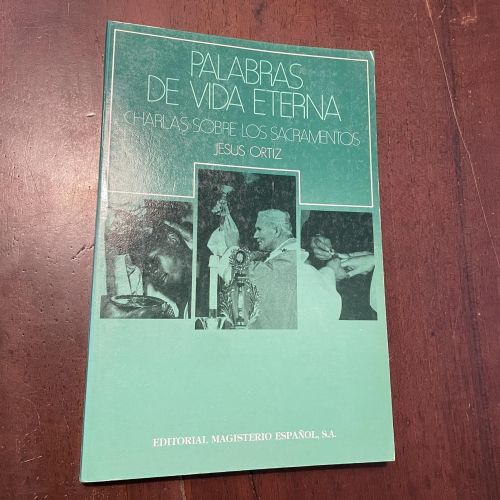 PALABRAS
DE VIDA ETERNA
CHARLAS SOBRE LOS SACRAMENTOS
JESUS ORTIZ
EDITORIAL MAGISTERIO ESPAÑOL, S.A.